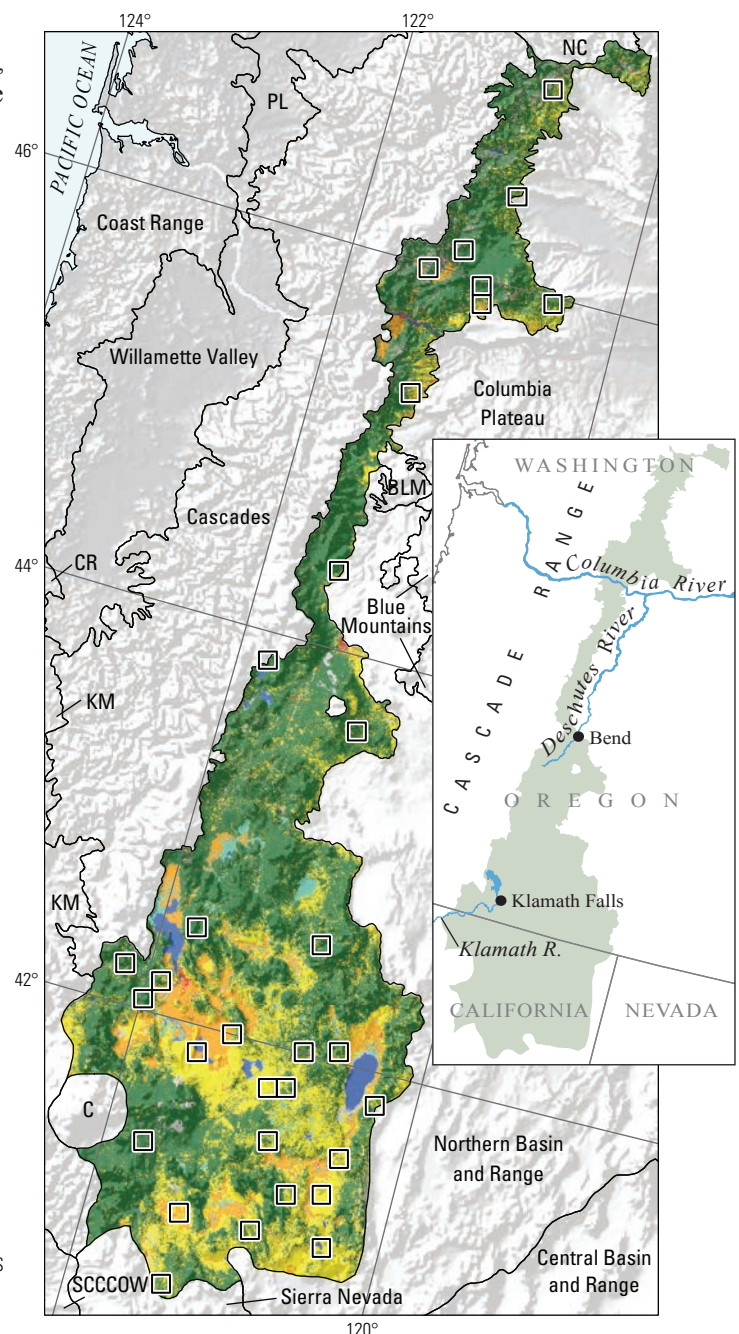 124°
122°
NC
PL
PACIFIC OCEAN
46°
Coast Range
Willamette Valley
Columbia
Plateau
BLM
Cascades
CR
44°
Blue
Mountains
KM
KM
42°
C
Northern Basin
and Range
Central Basin
and Range
SCCCOW
Sierra Nevada
120°
WASHINGTON
CASCADE RANGE
Columbia River
Deschutes River
Bend
OREGON
Klamath Falls
Klamath R.
CALIFORNIA
NEVADA